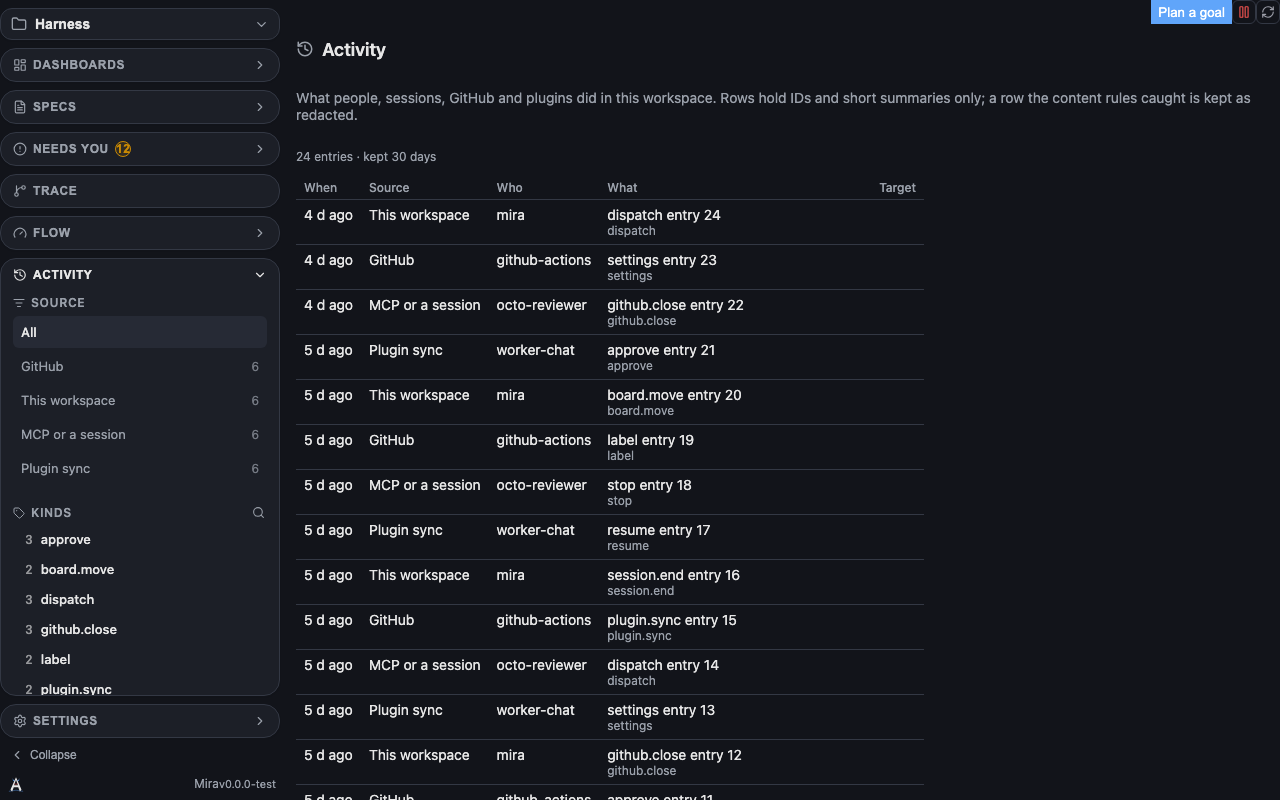 Harness
DASHBOARDS
SPECS
NEEDS YOU 12
TRACE
FLOW
ACTIVITY
SOURCE
All
GitHub 6
This workspace 6
MCP or a session 6
Plugin sync 6
KINDS
3 approve
2 board.move
3 dispatch
3 github.close
2 label
2 plugin.sync
SETTINGS
Collapse
A
Mirav0.0.0-test
Plan a goal
Activity
What people, sessions, GitHub and plugins did in this workspace. Rows hold IDs and short summaries only; a row the content rules caught is kept as
redacted.
24 entries · kept 30 days
When Source Who What Target
4 d ago This workspace mira dispatch entry 24
dispatch
4 d ago GitHub github-actions settings entry 23
settings
4 d ago MCP or a session octo-reviewer github.close entry 22
github.close
5 d ago Plugin sync worker-chat approve entry 21
approve
5 d ago This workspace mira board.move entry 20
board.move
5 d ago GitHub github-actions label entry 19
label
5 d ago MCP or a session octo-reviewer stop entry 18
stop
5 d ago Plugin sync worker-chat resume entry 17
resume
5 d ago This workspace mira session.end entry 16
session.end
5 d ago GitHub github-actions plugin.sync entry 15
plugin.sync
5 d ago MCP or a session octo-reviewer dispatch entry 14
dispatch
5 d ago Plugin sync worker-chat settings entry 13
settings
5 d ago This workspace mira github.close entry 12
github.close
5 d ago GitHub github-actions approve entry 11